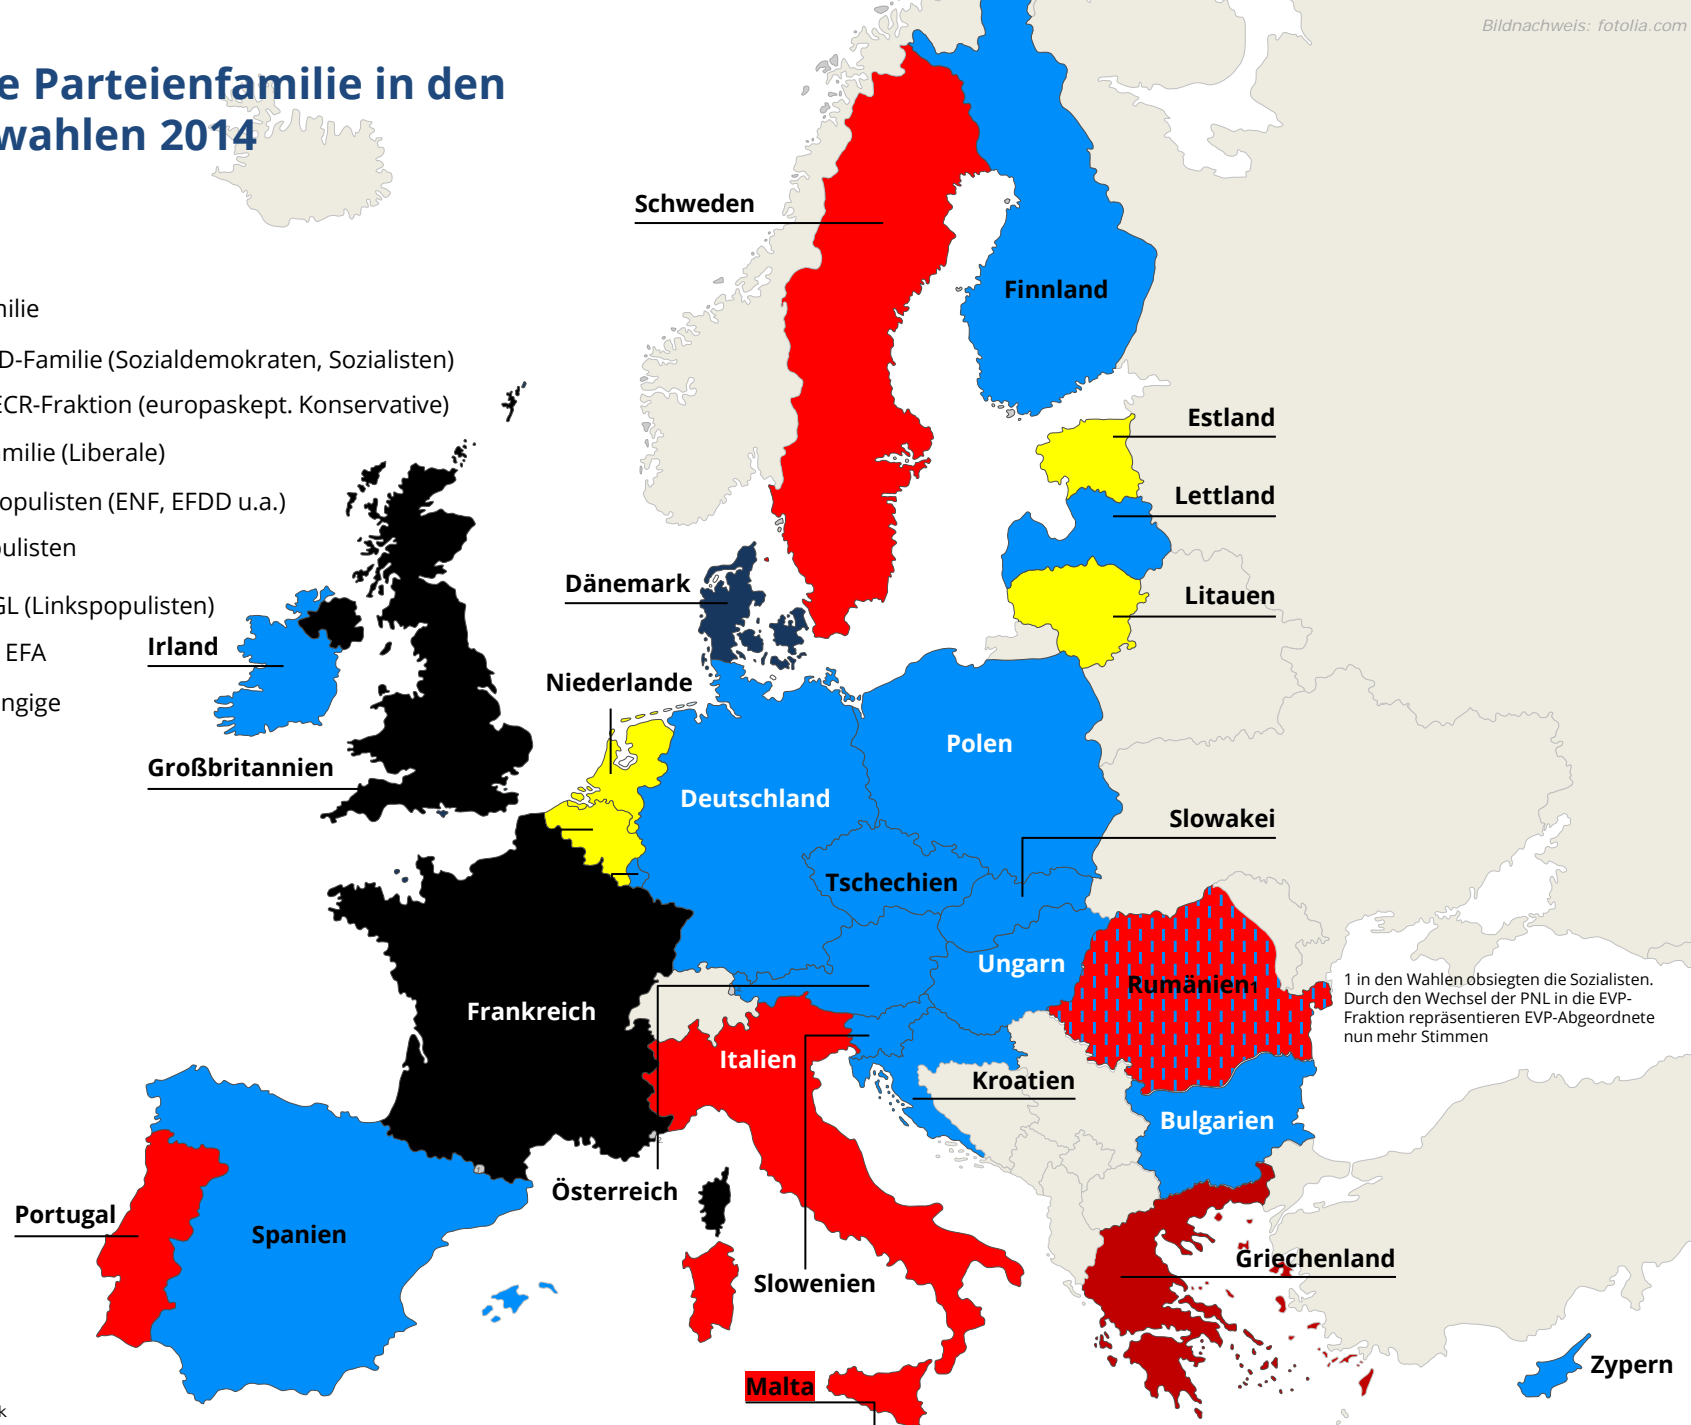 Bildnachweis: fotolia.com
e Parteienfamilie in den
wahlen 2014
Schweden
Finnland
milie
D-Familie (Sozialdemokraten, Sozialisten)
ECR-Fraktion (europaskept. Konservative)
Estland
amilie (Liberale)
Lettland
opulisten (ENF, EFDD u.a.)
pulisten
Dänemark
Litauen
GL (Linkspopulisten)
Irland
EFA
Niederlande
ngige
Polen
Großbritannien
Deutschland
Slowakei
Tschechien
Ungarn
Rumänien1
1 in den Wahlen obsiegten die Sozialisten.
Durch den Wechsel der PNL in die EVP-
Fraktion repräsentieren EVP-Abgeordnete
nun mehr Stimmen
Frankreich
Italien
Kroatien
Bulgarien
Österreich
Portugal
Spanien
Griechenland
Slowenien
Zypern
Malta
k